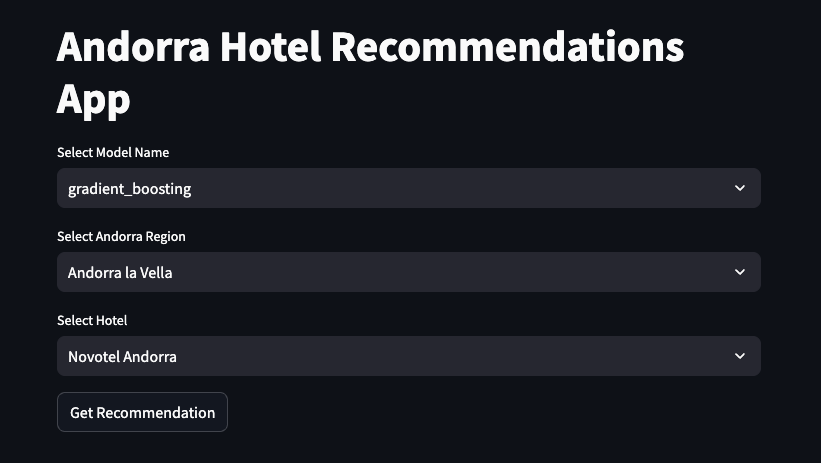 Andorra Hotel Recommendations
App
Select Model Name
gradient_boosting
Select Andorra Region
Andorra la Vella
Select Hotel
Novotel Andorra
Get Recommendation